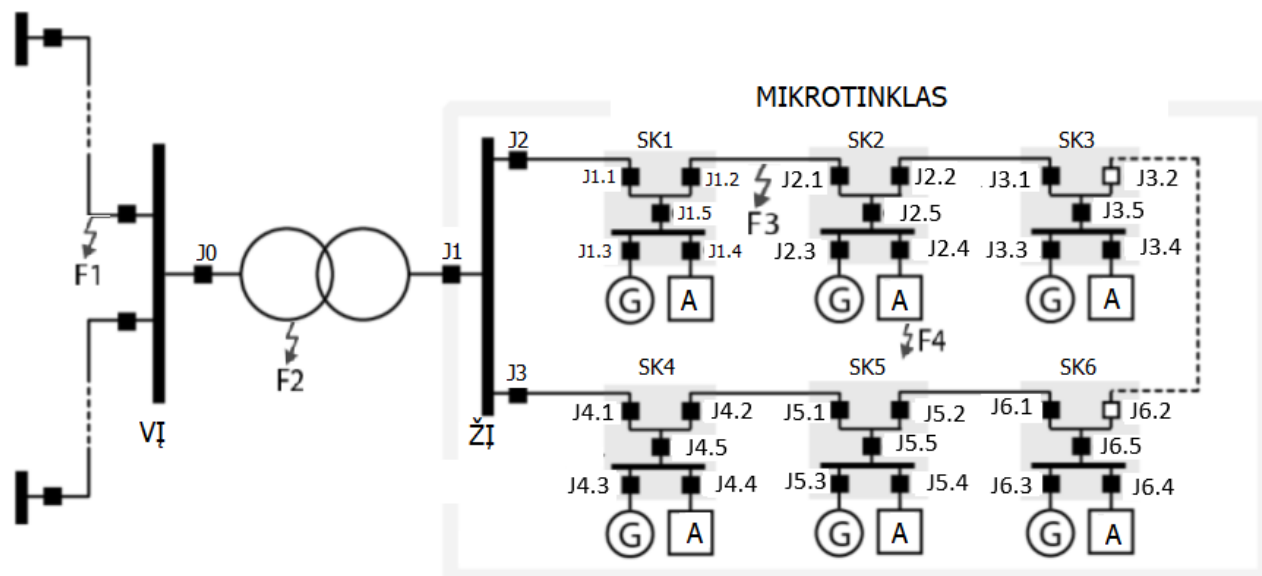 MIKROTINKLAS
J2
SK1
SK2
SK3
J1.1
J1.2
J2.1
J2.2
J3.1
J3.2
F3
J1.5
J2.5
J3.5
J1.3
J1.4
J2.3
J2.4
J3.3
J3.4
F1
J0
J1
G
A
G
A
G
A
F2
F4
J3
SK4
SK5
SK6
VĮ
ŽĮ
J4.1
J4.2
J5.1
J5.2
J6.1
J6.2
J4.5
J5.5
J6.5
J4.3
J4.4
J5.3
J5.4
J6.3
J6.4
G
A
G
A
G
A